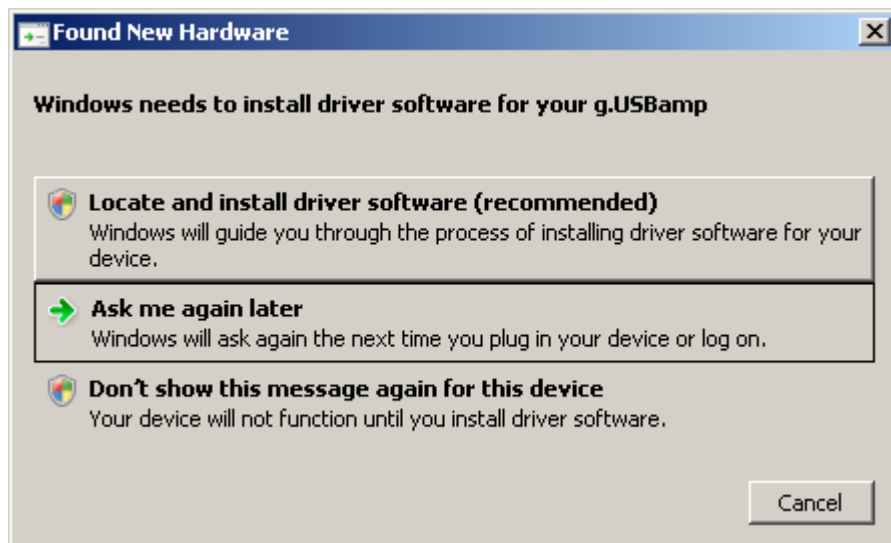 Found New Hardware
Windows needs to install driver software for your g.USBamp
Locate and install driver software (recommended)
Windows will guide you through the process of installing driver software for your
device.
Ask me again later
Windows will ask again the next time you plug in your device or log on.
Don't show this message again for this device
Your device will not function until you install driver software.
Cancel